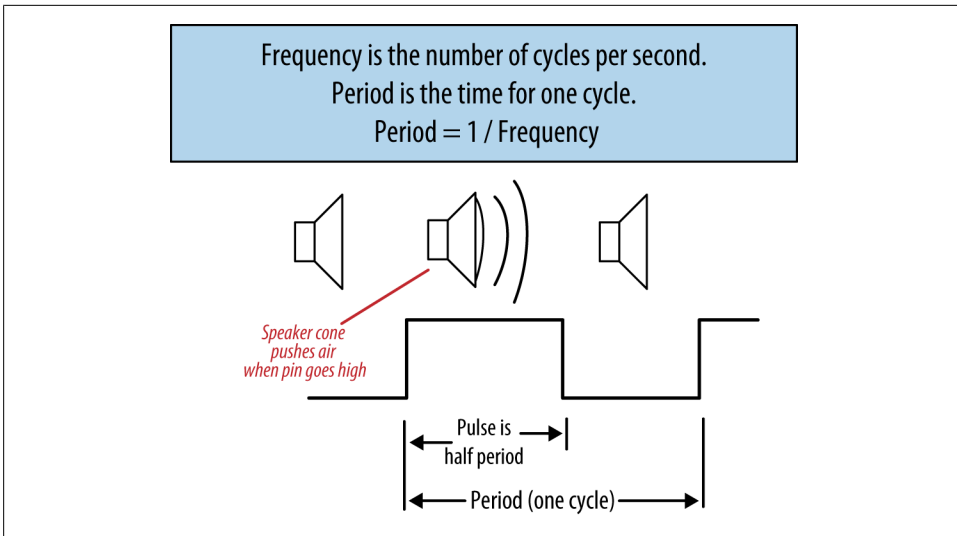 Frequency is the number of cycles per second.
Period is the time for one cycle.
Period = 1 / Frequency
Speaker cone
pushes air
when pin goes high
Pulse is
half period
Period (one cycle)